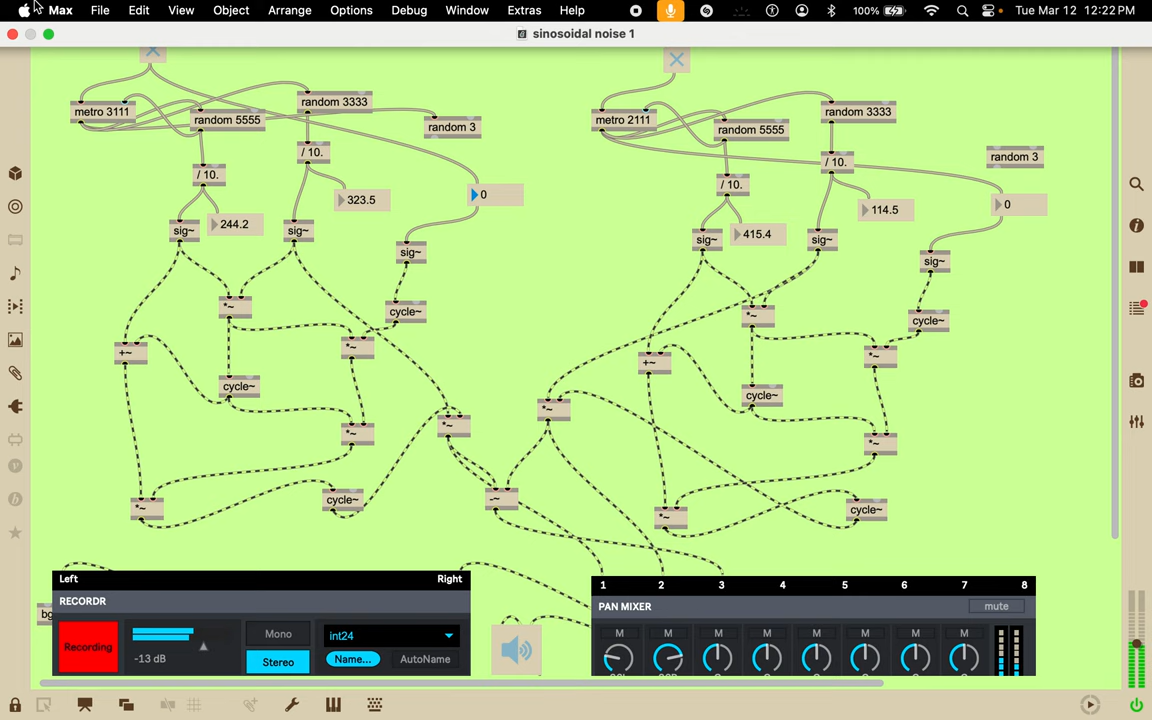 Max File Edit View Object Arrange Options Debug Window Extras Help 100% Tue Mar 12 12:22 PM
sinosoidal noise 1
metro 3111
random 5555
random 3333
random 3
/ 10.
/ 10.
323.5
0
244.2
sig~
sig~
sig~
*~
cycle~
+~
*~
cycle~
*~
*~
*~
cycle~
-~
metro 2111
random 5555
random 3333
random 3
/ 10.
/ 10.
114.5
0
415.4
sig~
sig~
sig~
*~
cycle~
+~
*~
cycle~
*~
*~
*~
cycle~
Left Right
RECORDR
Recording
-13 dB
Mono
Stereo
int24
Name...
AutoName
1 2 3 4 5 6 7 8
PAN MIXER
mute
M M M M M M M